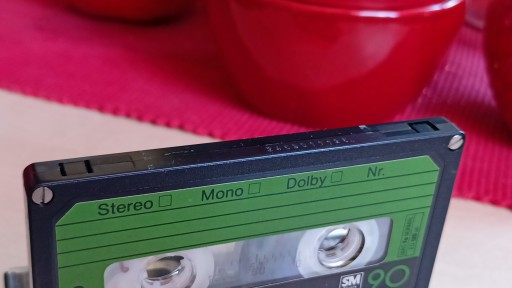 Stereo Mono Dolby Nr.
SM 90